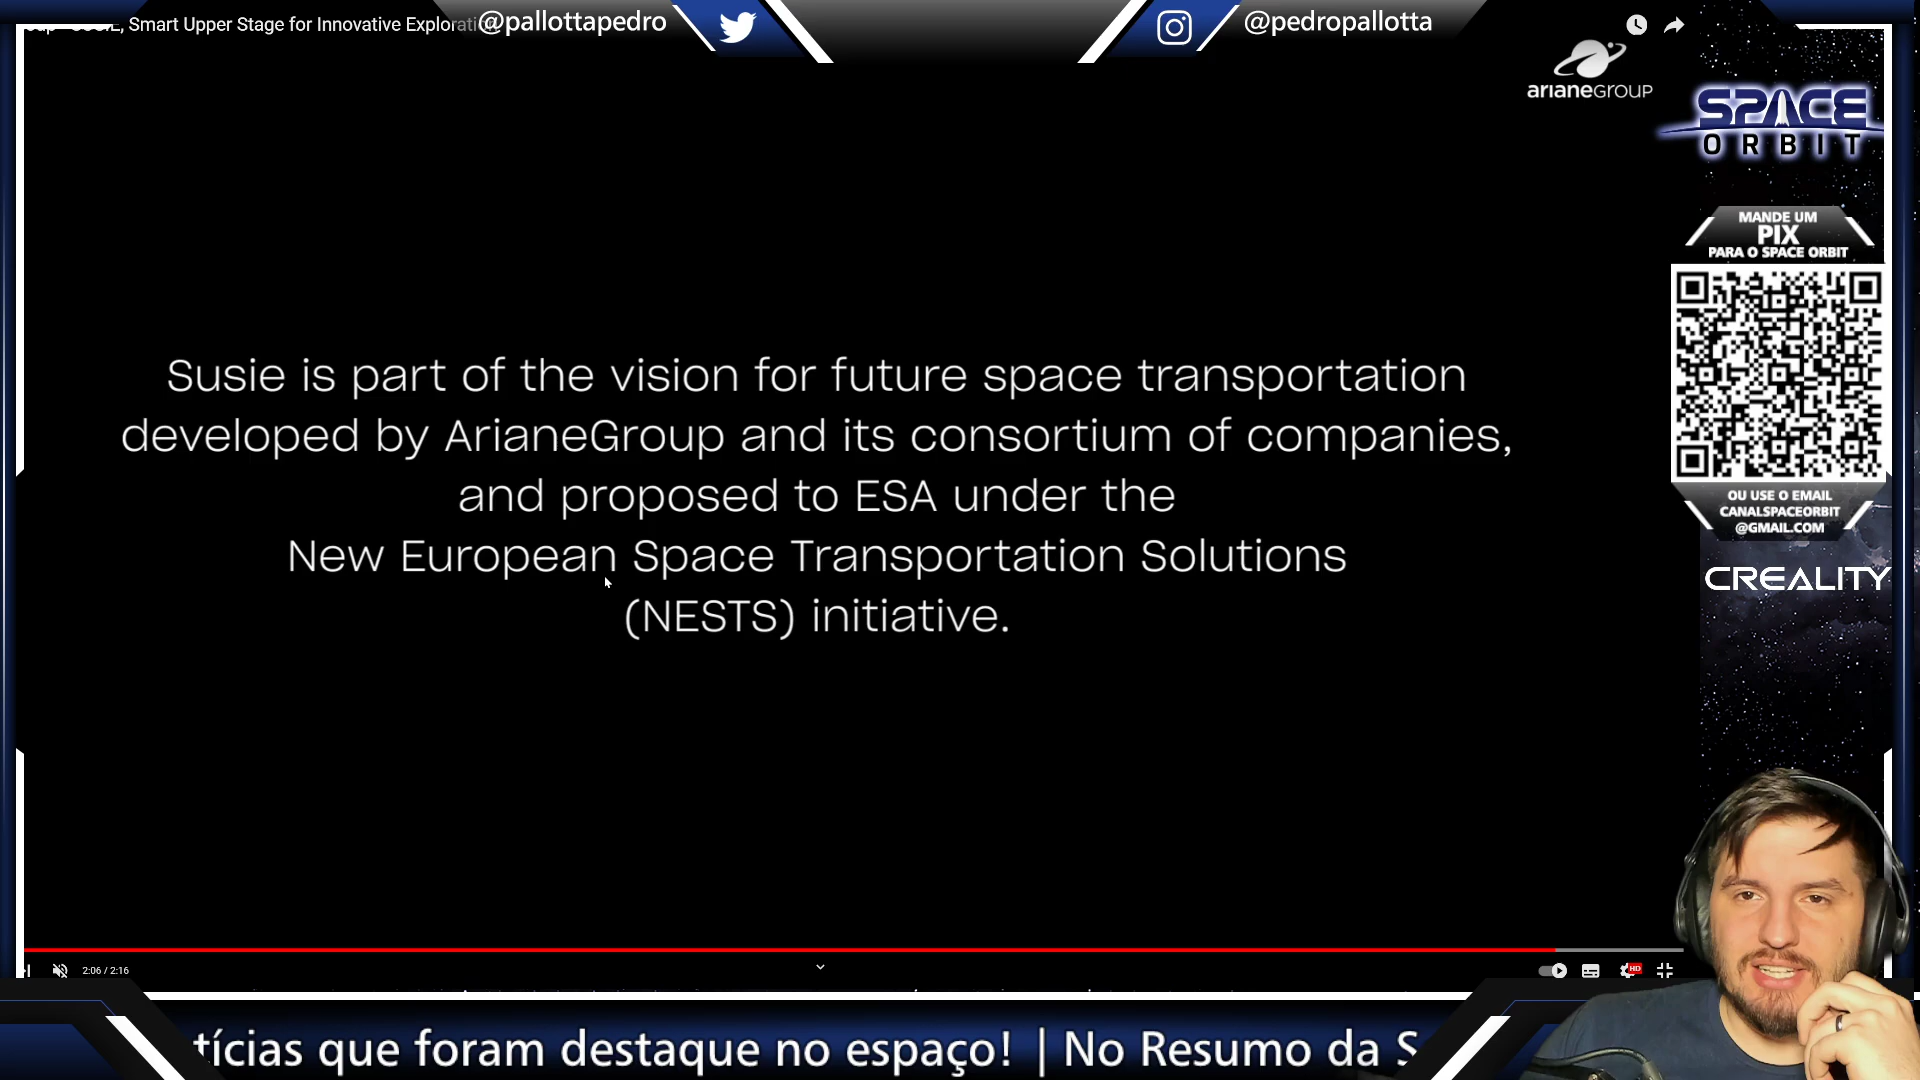 SUSIE, Smart Upper Stage for Innovative Exploration
@pallottapedro
@pedropallotta
arianeGROUP
SPACE
ORBIT
MANDE UM
PIX
PARA O SPACE ORBIT
OU USE O EMAIL
CANALSPACEORBIT
@GMAIL.COM
CREALITY
Susie is part of the vision for future space transportation
developed by ArianeGroup and its consortium of companies,
and proposed to ESA under the
New European Space Transportation Solutions
(NESTS) initiative.
2:06 / 2:16
HD
tícias que foram destaque no espaço! | No Resumo da S